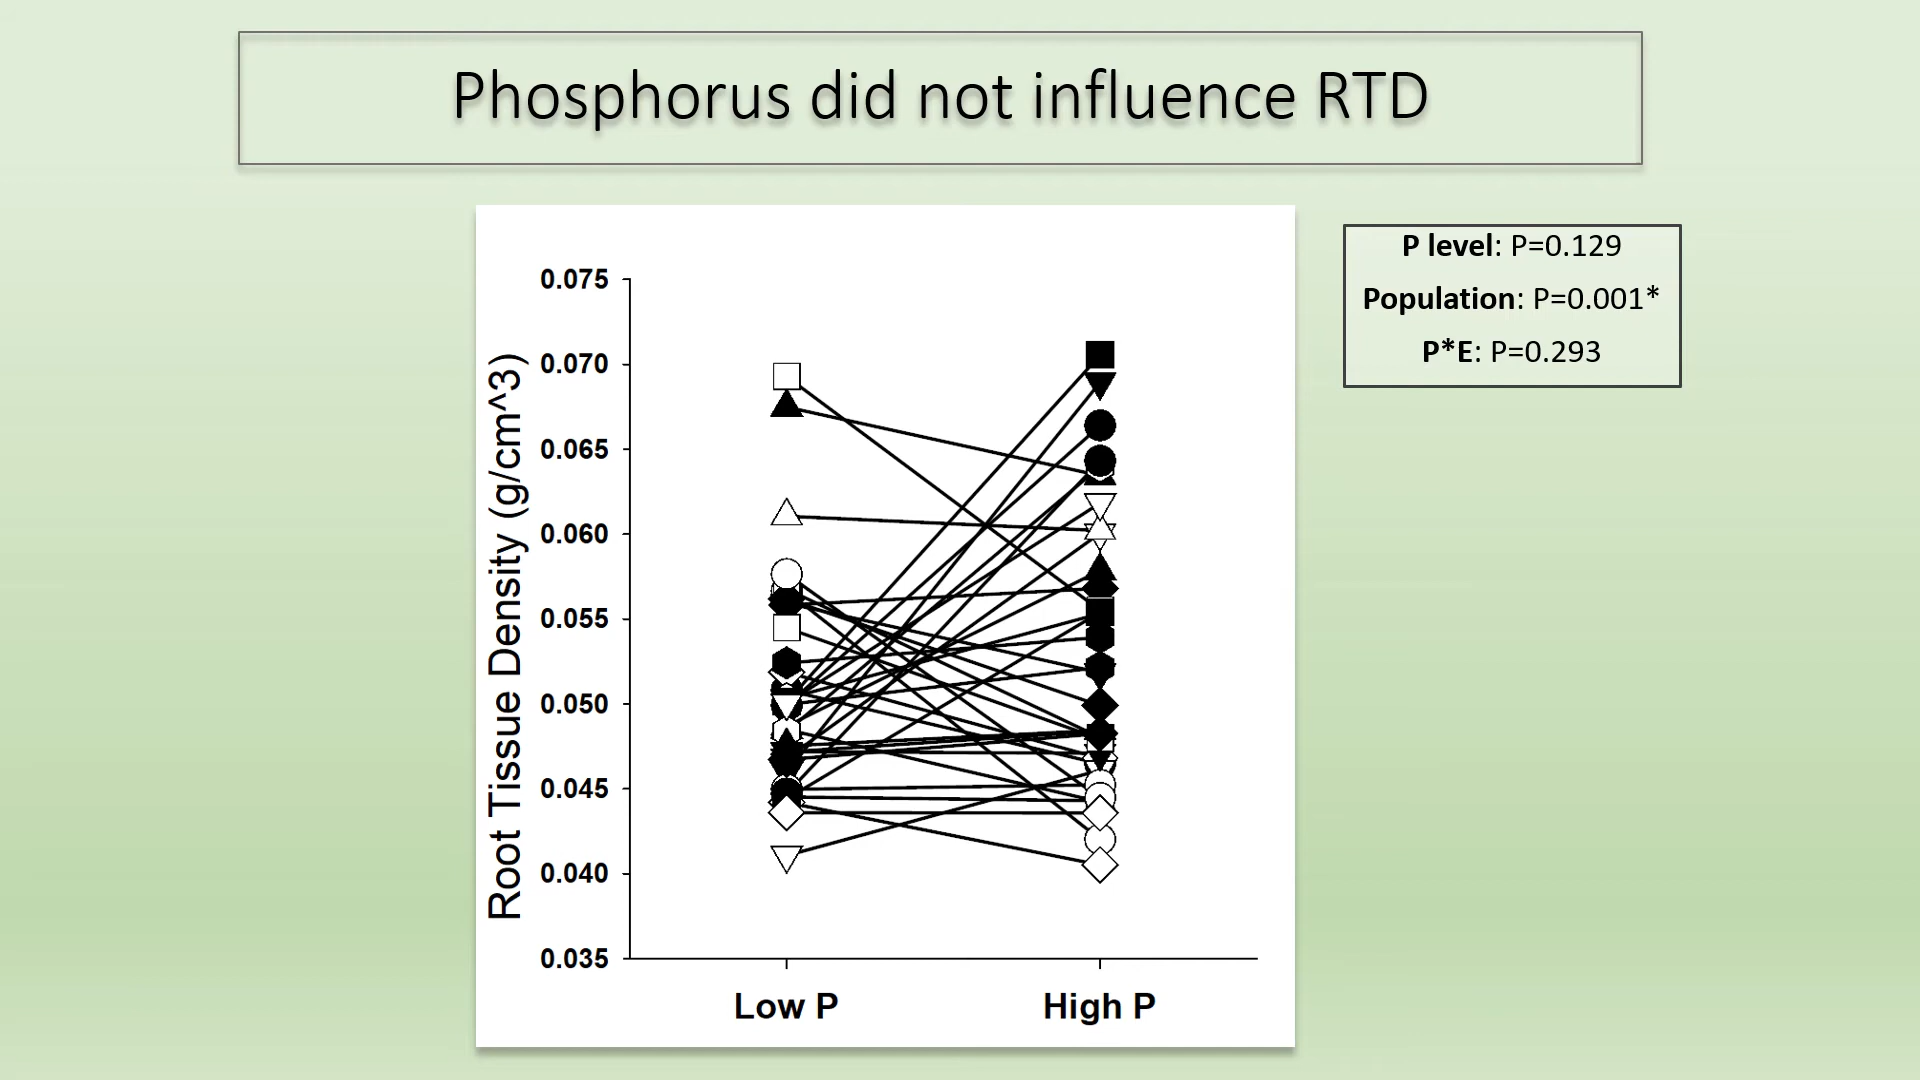 Phosphorus did not influence RTD
P level: P=0.129
Population: P=0.001*
P*E: P=0.293
Root Tissue Density (g/cm^3)
0.075
0.070
0.065
0.060
0.055
0.050
0.045
0.040
0.035
Low P
High P